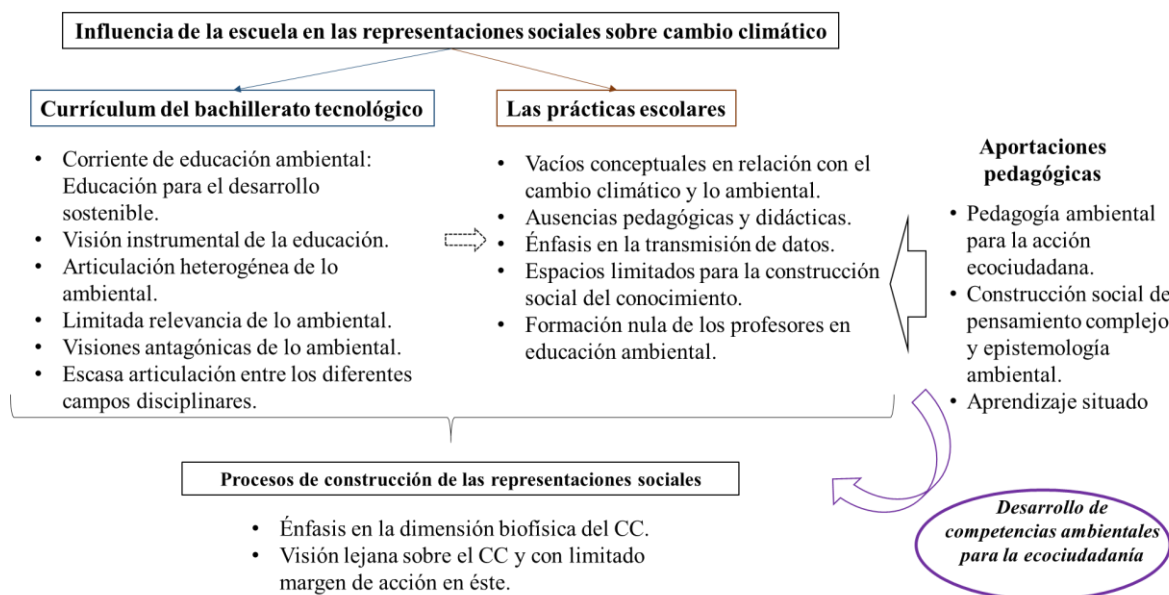 Influencia de la escuela en las representaciones sociales sobre cambio climático
Currículum del bachillerato tecnológico
• Corriente de educación ambiental:
Educación para el desarrollo
sostenible.
• Visión instrumental de la educación.
• Articulación heterogénea de lo
ambiental.
• Limitada relevancia de lo ambiental.
• Visiones antagónicas de lo ambiental.
• Escasa articulación entre los diferentes
campos disciplinares.
Las prácticas escolares
• Vacíos conceptuales en relación con el
cambio climático y lo ambiental.
• Ausencias pedagógicas y didácticas.
• Énfasis en la transmisión de datos.
• Espacios limitados para la construcción
social del conocimiento.
• Formación nula de los profesores en
educación ambiental.
Aportaciones
pedagógicas
• Pedagogía ambiental
para la acción
ecociudadana.
• Construcción social de
pensamiento complejo
y epistemología
ambiental.
• Aprendizaje situado
Procesos de construcción de las representaciones sociales
• Énfasis en la dimensión biofísica del CC.
• Visión lejana sobre el CC y con limitado
margen de acción en éste.
Desarrollo de
competencias ambientales
para la ecociudadanía